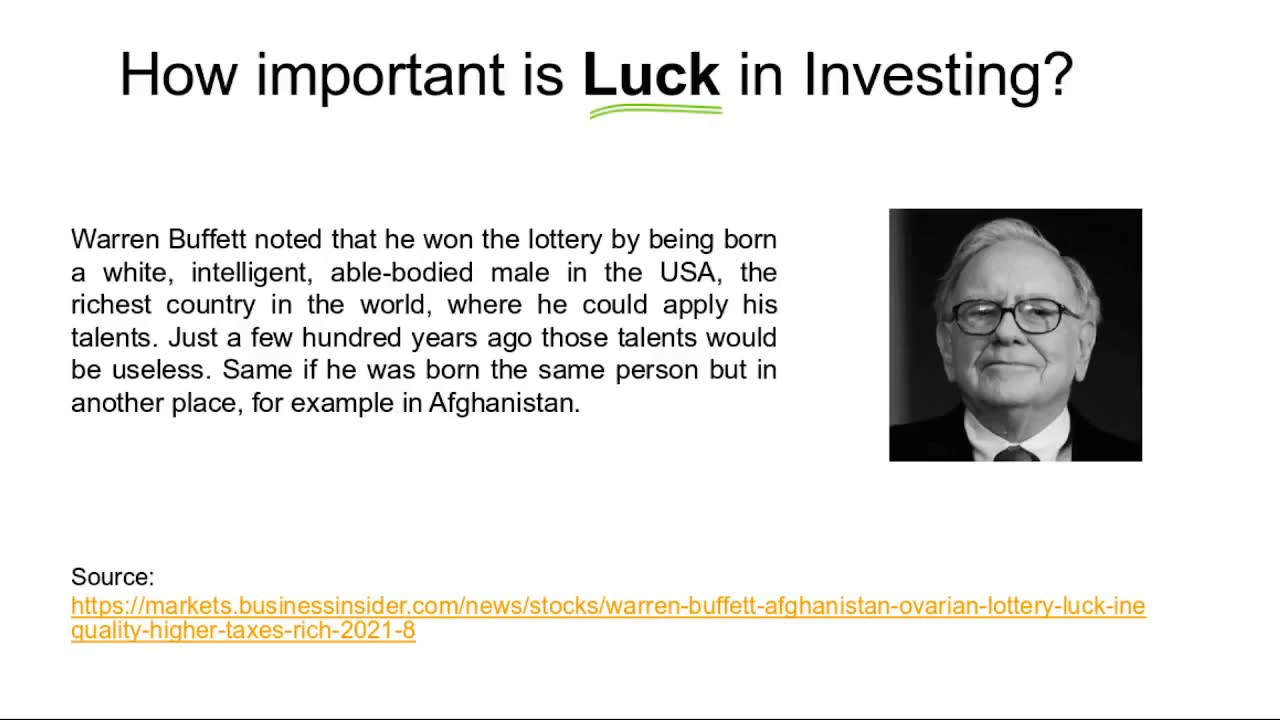 How important is Luck in Investing?
Warren Buffett noted that he won the lottery by being born
a white, intelligent, able-bodied male in the USA, the
richest country in the world, where he could apply his
talents. Just a few hundred years ago those talents would
be useless. Same if he was born the same person but in
another place, for example in Afghanistan.
Source:
https://markets.businessinsider.com/news/stocks/warren-buffett-afghanistan-ovarian-lottery-luck-ine
quality-higher-taxes-rich-2021-8